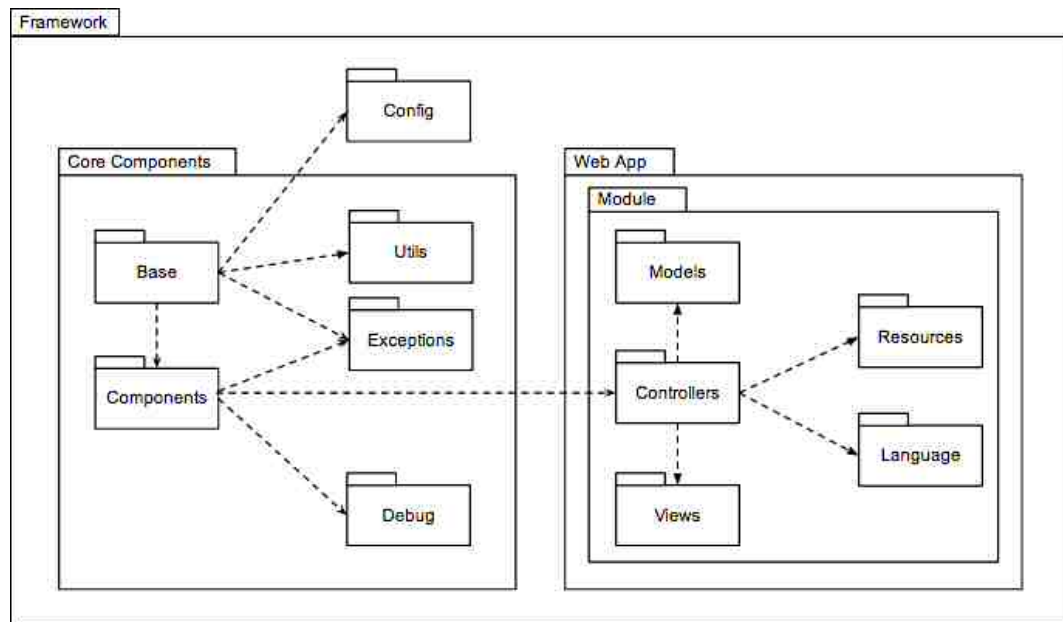 Framework
Config
Core Components
Web App
Module
Base
Utils
Models
Exceptions
Resources
Components
Controllers
Language
Debug
Views